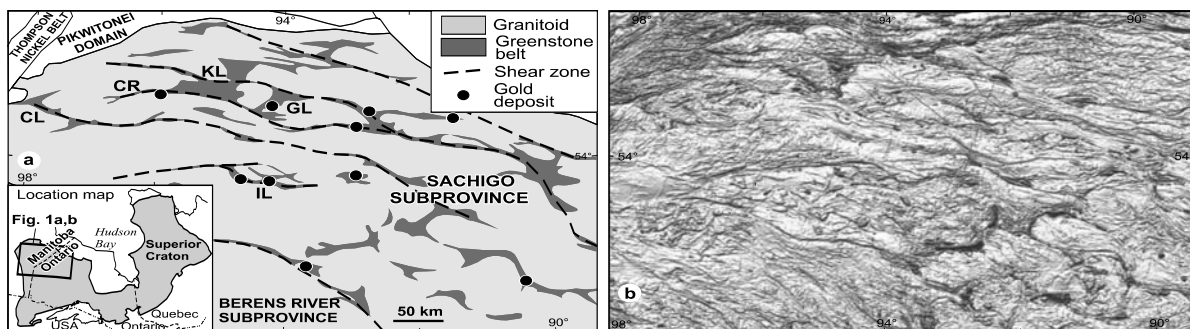 THOMPSON
NICKEL BELT
PIKWITONEI
DOMAIN
94°
Granitoid
Greenstone
belt
Shear zone
Gold
deposit
KL
CR
GL
CL
a
54°
98°
IL
SACHIGO
SUBPROVINCE
Location map
Fig. 1a,b
Hudson
Bay
Manitoba
Ontario
Superior
Craton
USA
Ontario
Quebec
BERENS RIVER
SUBPROVINCE
50 km
90°
98°
94°
90°
54°
54°
b
98°
94°
90°